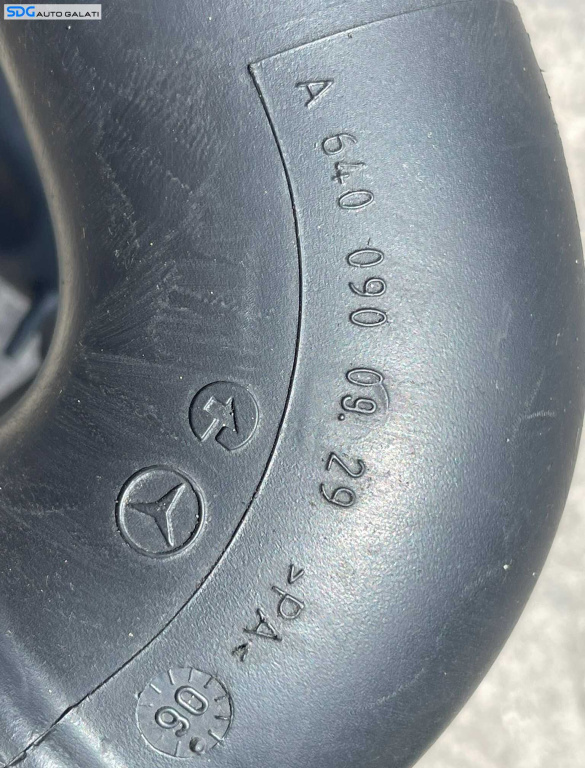 SDG AUTO GALATI
A 640 090 09.29
>PA<
06